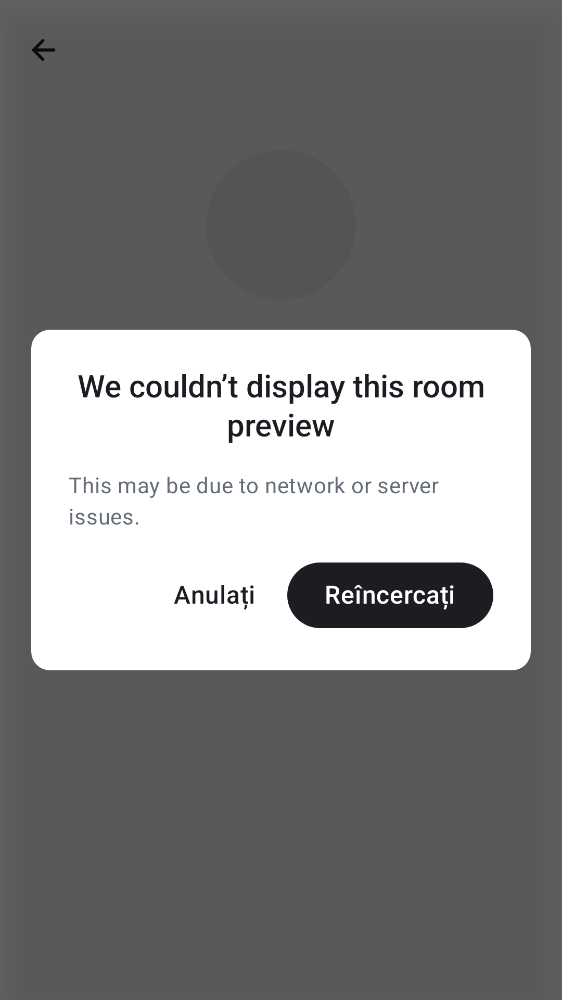 We couldn’t display this room
preview
This may be due to network or server
issues.
Anulați
Reîncercați